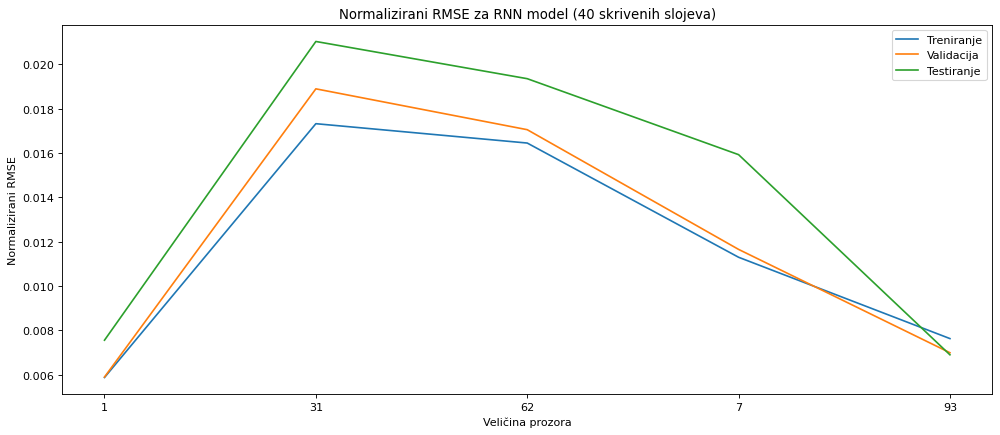 Normalizirani RMSE za RNN model (40 skrivenih slojeva)
Treniranje
Validacija
Testiranje
Normalizirani RMSE
0.020
0.018
0.016
0.014
0.012
0.010
0.008
0.006
1 31 62 7 93
Veličina prozora